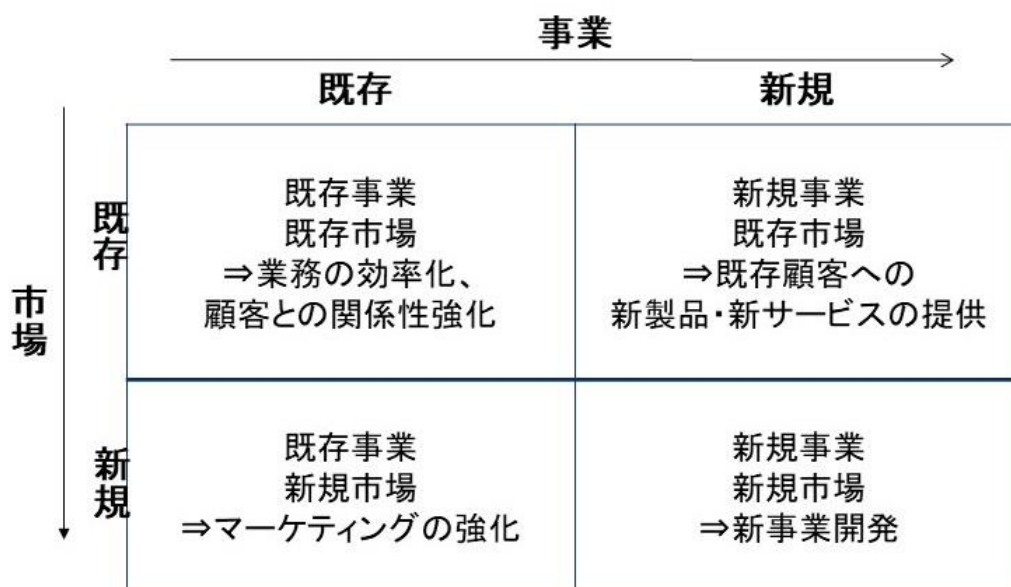 事業
既存
新規
市場
既存
既存事業
既存市場
⇒業務の効率化、
顧客との関係性強化
新規事業
既存市場
⇒既存顧客への
新製品・新サービスの提供
新規
既存事業
新規市場
⇒マーケティングの強化
新規事業
新規市場
⇒新事業開発